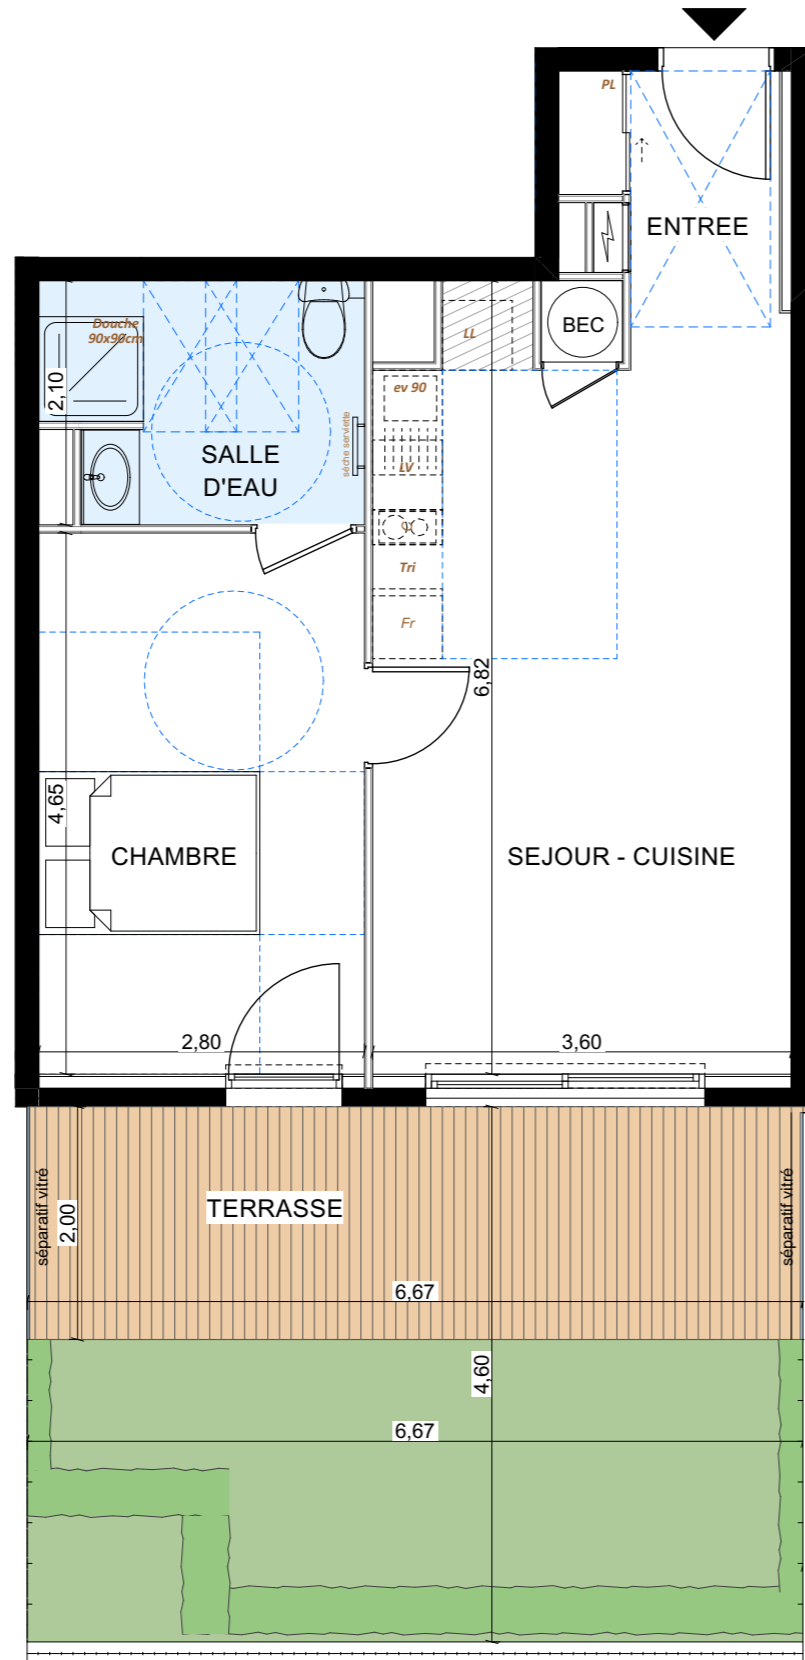 PL
ENTREE
BEC
LL
Douche
90x90cm
ev 90
2,10
sèche serviette
SALLE
D'EAU
LV
Tri
Fr
6,82
4,65
CHAMBRE
SEJOUR - CUISINE
2,80
3,60
séparatif vitré
2,00
TERRASSE
séparatif vitré
6,67
4,60
6,67